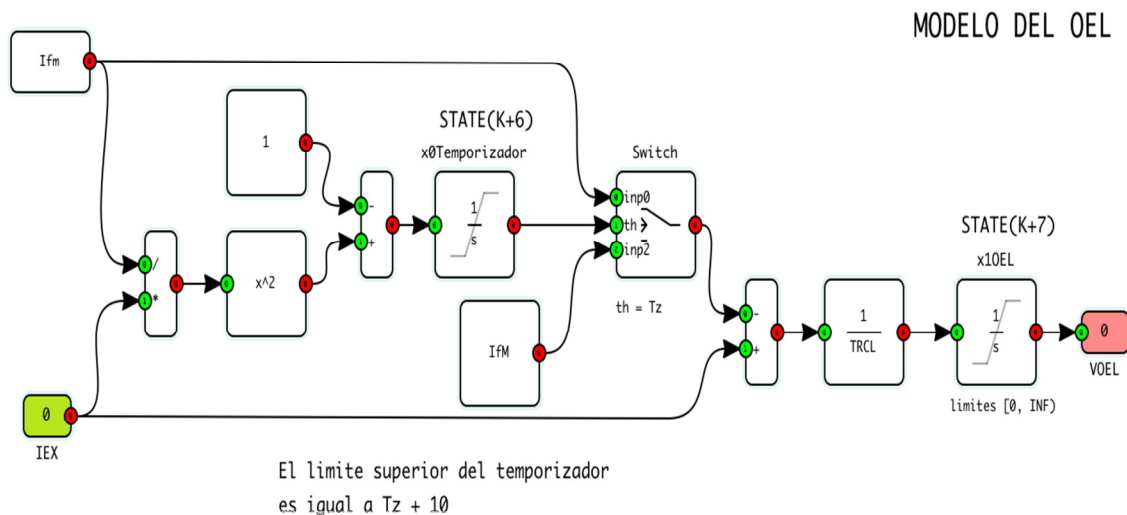 MODELO DEL OEL
Ifm
1
STATE(K+6)
x0Temporizador
1
s
Switch
inp0
th
inp2
th = Tz
-
+
/
*
x^2
IfM
STATE(K+7)
x1OEL
-
+
1
TRCL
1
s
limites [0, INF)
0
VOEL
0
IEX
El limite superior del temporizador
es igual a Tz + 10